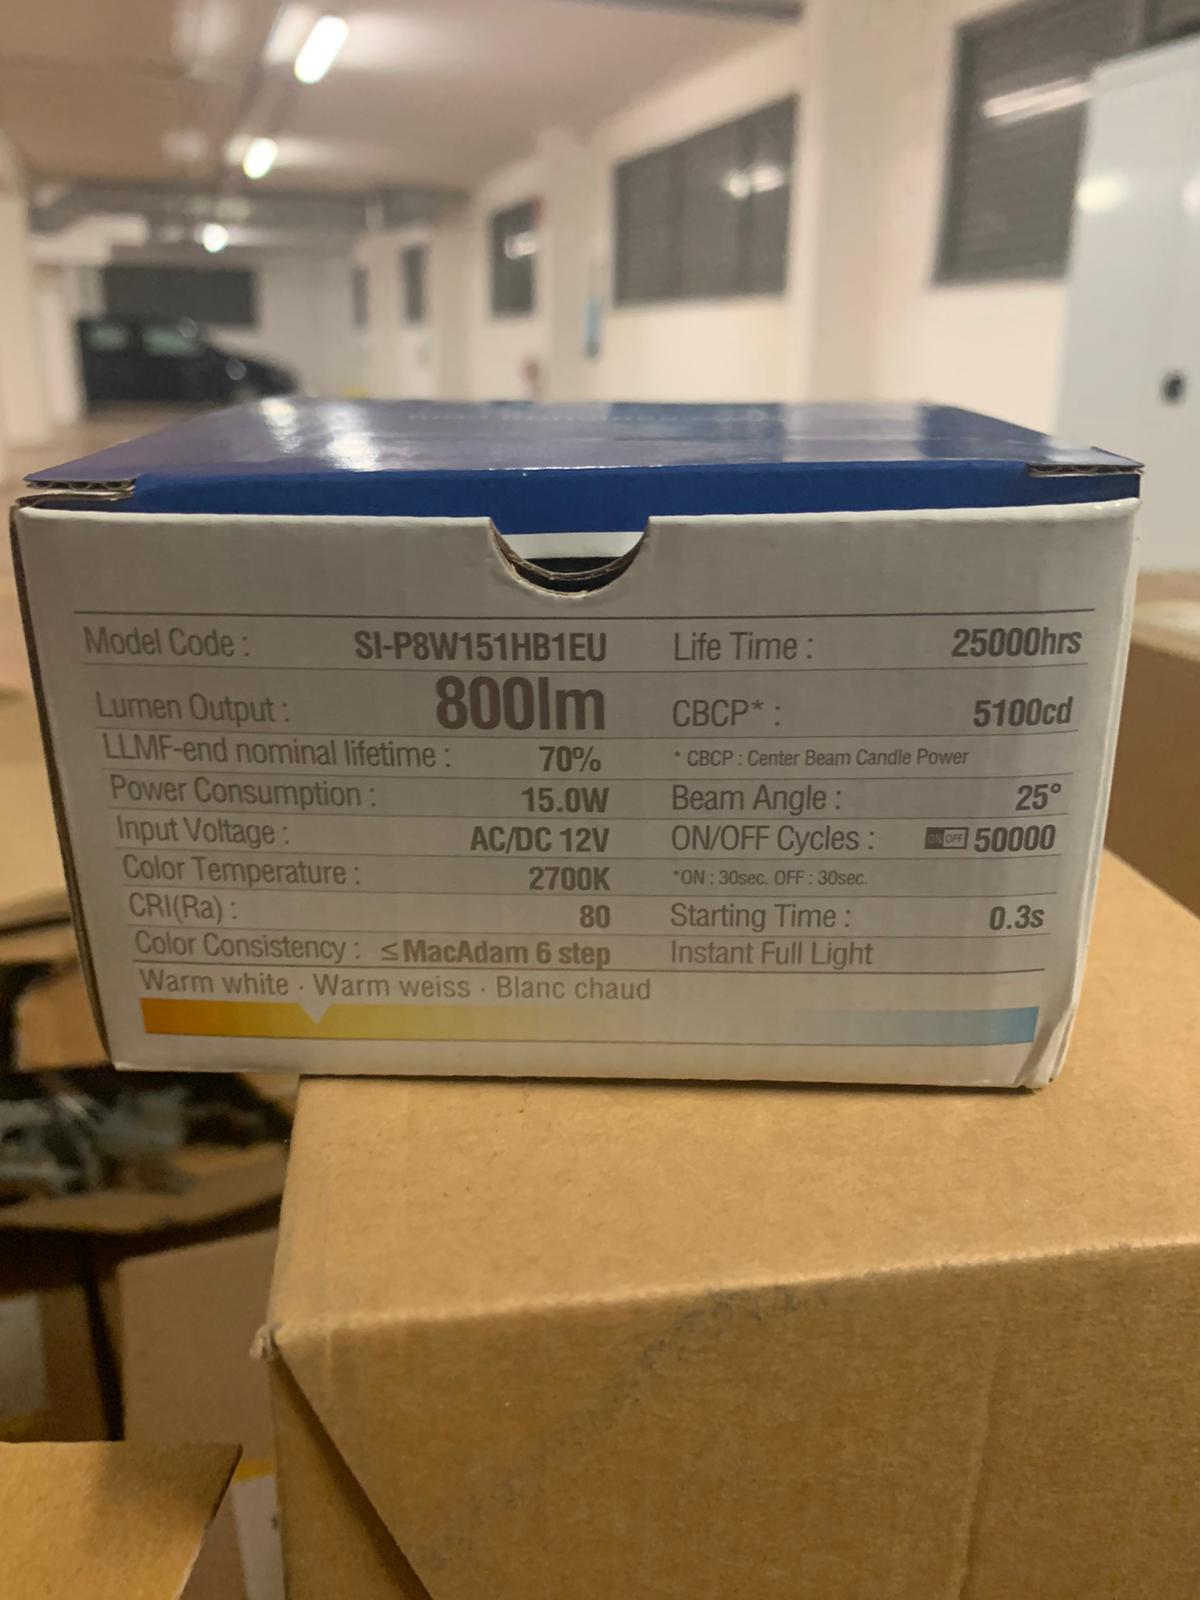 Model Code : SI-P8W151HB1EU
Lumen Output : 800lm
LLMF-end nominal lifetime : 70%
Power Consumption : 15.0W
Input Voltage : AC/DC 12V
Color Temperature : 2700K
CRI(Ra) : 80
Color Consistency : ≤MacAdam 6 step
Life Time : 25000hrs
CBCP* : 5100cd
* CBCP : Center Beam Candle Power
Beam Angle : 25°
ON/OFF Cycles : ON OFF 50000
*ON : 30sec. OFF : 30sec.
Starting Time : 0.3s
Instant Full Light
Warm white · Warm weiss · Blanc chaud